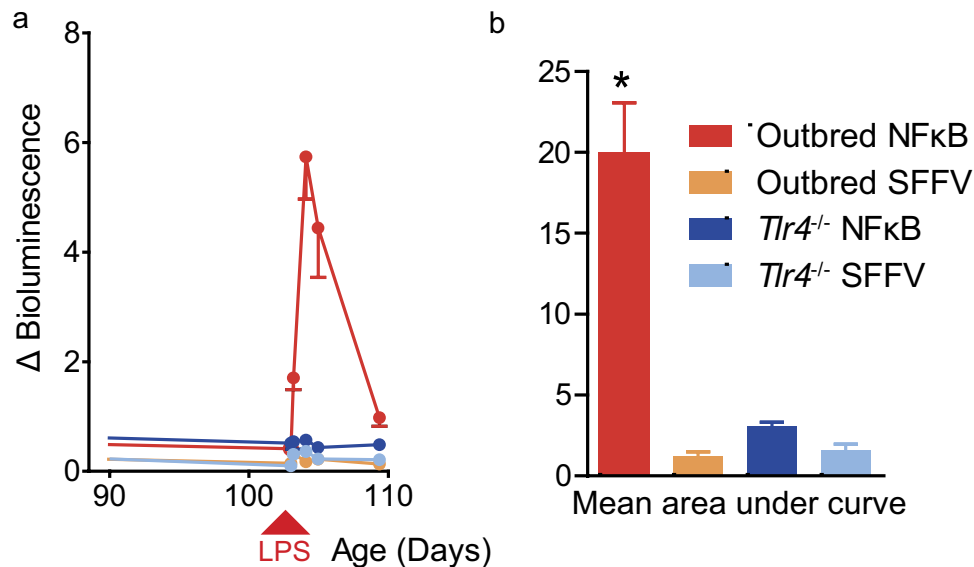 a
8
6
4
2
0
Δ Bioluminescence
90
100
110
LPS
Age (Days)
b
25
20
15
10
5
0
*
Outbred NFκB
Outbred SFFV
Tlr4-/- NFκB
Tlr4-/- SFFV
Mean area under curve